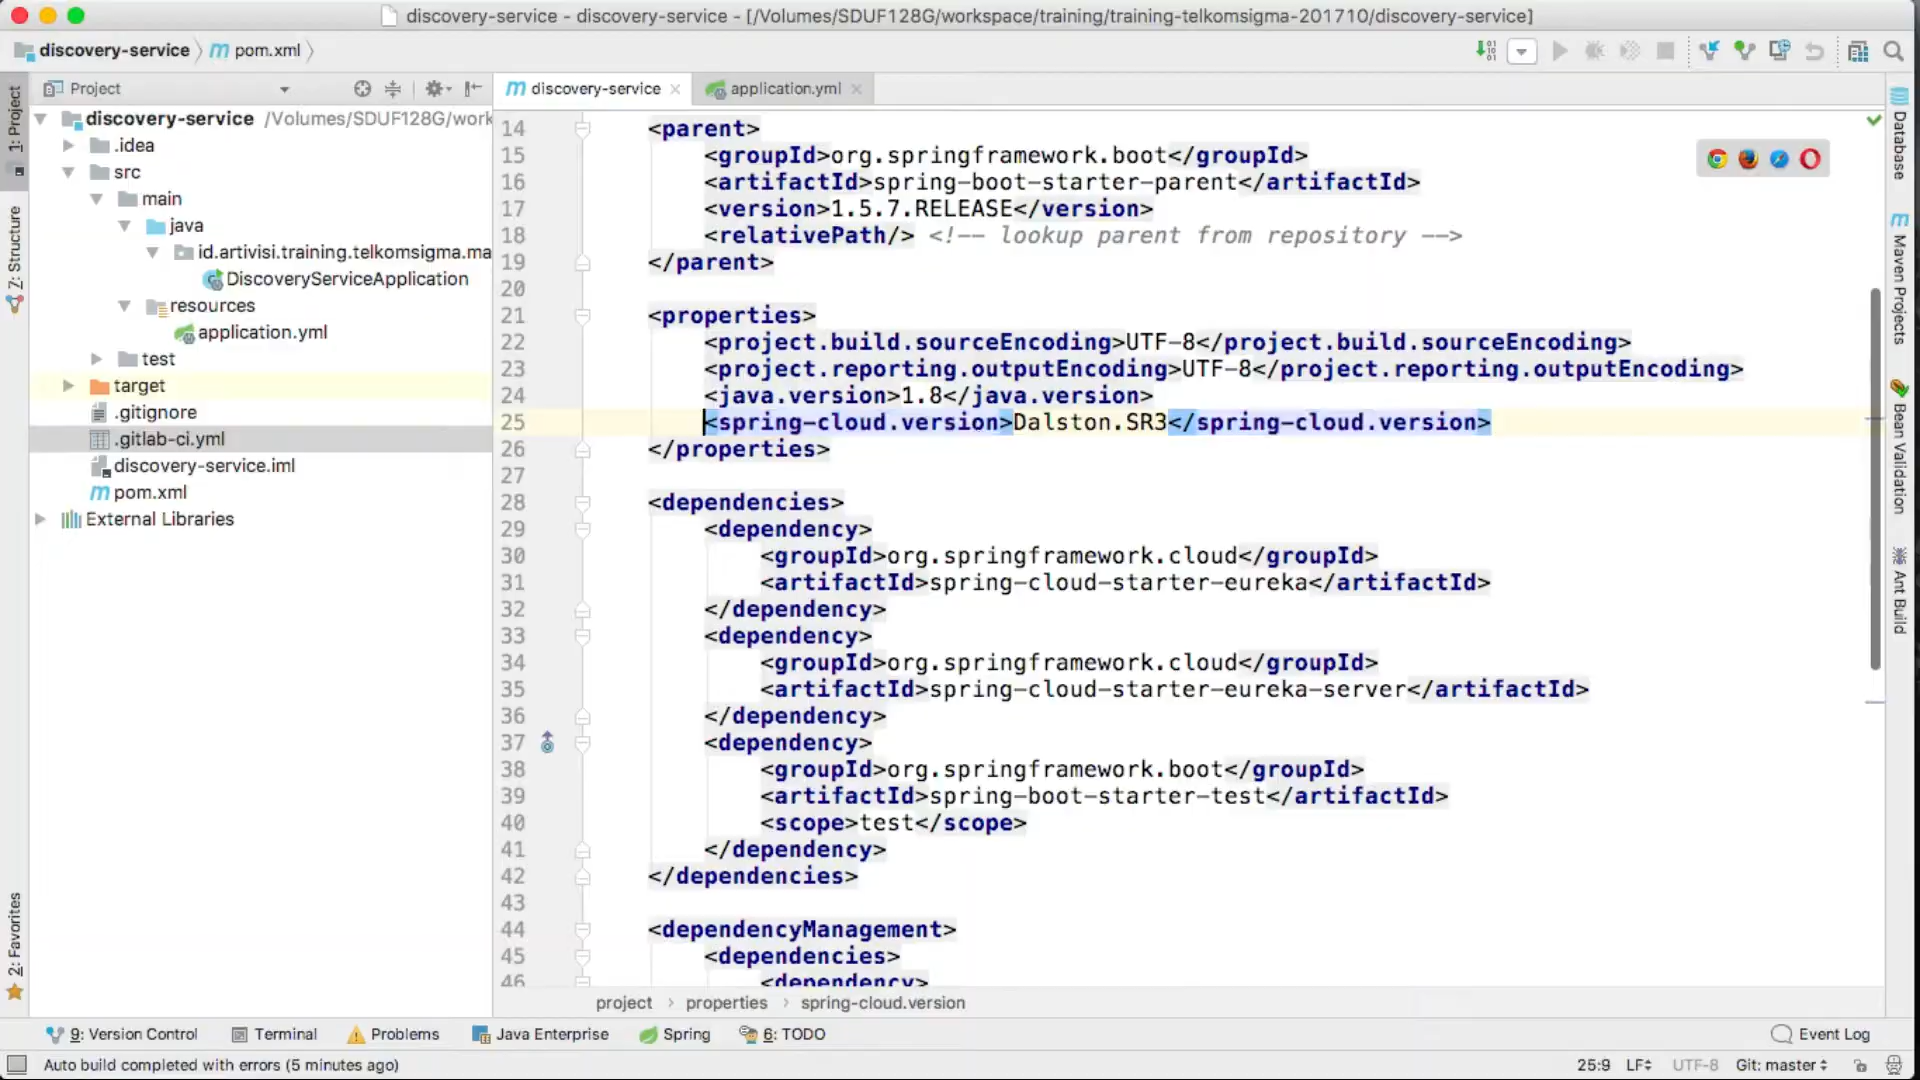 discovery-service - discovery-service - [/Volumes/SDUF128G/workspace/training/training-telkomsigma-201710/discovery-service]
discovery-service
pom.xml
Project
discovery-service
application.yml
discovery-service /Volumes/SDUF128G/work
.idea
src
main
java
id.artivisi.training.telkomsigma.ma
DiscoveryServiceApplication
resources
application.yml
test
target
.gitignore
.gitlab-ci.yml
discovery-service.iml
pom.xml
External Libraries
1: Project
7: Structure
2: Favorites
14 <parent>
15 <groupId>org.springframework.boot</groupId>
16 <artifactId>spring-boot-starter-parent</artifactId>
17 <version>1.5.7.RELEASE</version>
18 <relativePath/> <!-- lookup parent from repository -->
19 </parent>
20
21 <properties>
22 <project.build.sourceEncoding>UTF-8</project.build.sourceEncoding>
23 <project.reporting.outputEncoding>UTF-8</project.reporting.outputEncoding>
24 <java.version>1.8</java.version>
25 <spring-cloud.version>Dalston.SR3</spring-cloud.version>
26 </properties>
27
28 <dependencies>
29 <dependency>
30 <groupId>org.springframework.cloud</groupId>
31 <artifactId>spring-cloud-starter-eureka</artifactId>
32 </dependency>
33 <dependency>
34 <groupId>org.springframework.cloud</groupId>
35 <artifactId>spring-cloud-starter-eureka-server</artifactId>
36 </dependency>
37 <dependency>
38 <groupId>org.springframework.boot</groupId>
39 <artifactId>spring-boot-starter-test</artifactId>
40 <scope>test</scope>
41 </dependency>
42 </dependencies>
43
44 <dependencyManagement>
45 <dependencies>
46 <dependency>
Database
Maven Projects
Bean Validation
Ant Build
project › properties › spring-cloud.version
9: Version Control
Terminal
Problems
Java Enterprise
Spring
6: TODO
Event Log
Auto build completed with errors (5 minutes ago)
25:9 LF UTF-8 Git: master